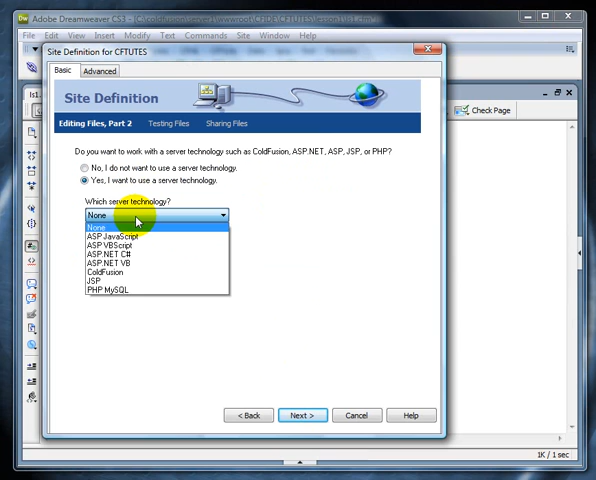 Dw Adobe Dreamweaver CS3
File Edit View Insert Modify Text Commands Site Window Help
Site Definition for CFTUTES
Basic Advanced
Site Definition
Editing Files, Part 2 Testing Files Sharing Files
Do you want to work with a server technology such as ColdFusion, ASP.NET, ASP, JSP, or PHP?
No, I do not want to use a server technology.
Yes, I want to use a server technology.
Which server technology?
None
None
ASP JavaScript
ASP VBScript
ASP.NET C#
ASP.NET VB
ColdFusion
JSP
PHP MySQL
< Back Next > Cancel Help
Check Page
1K / 1 sec